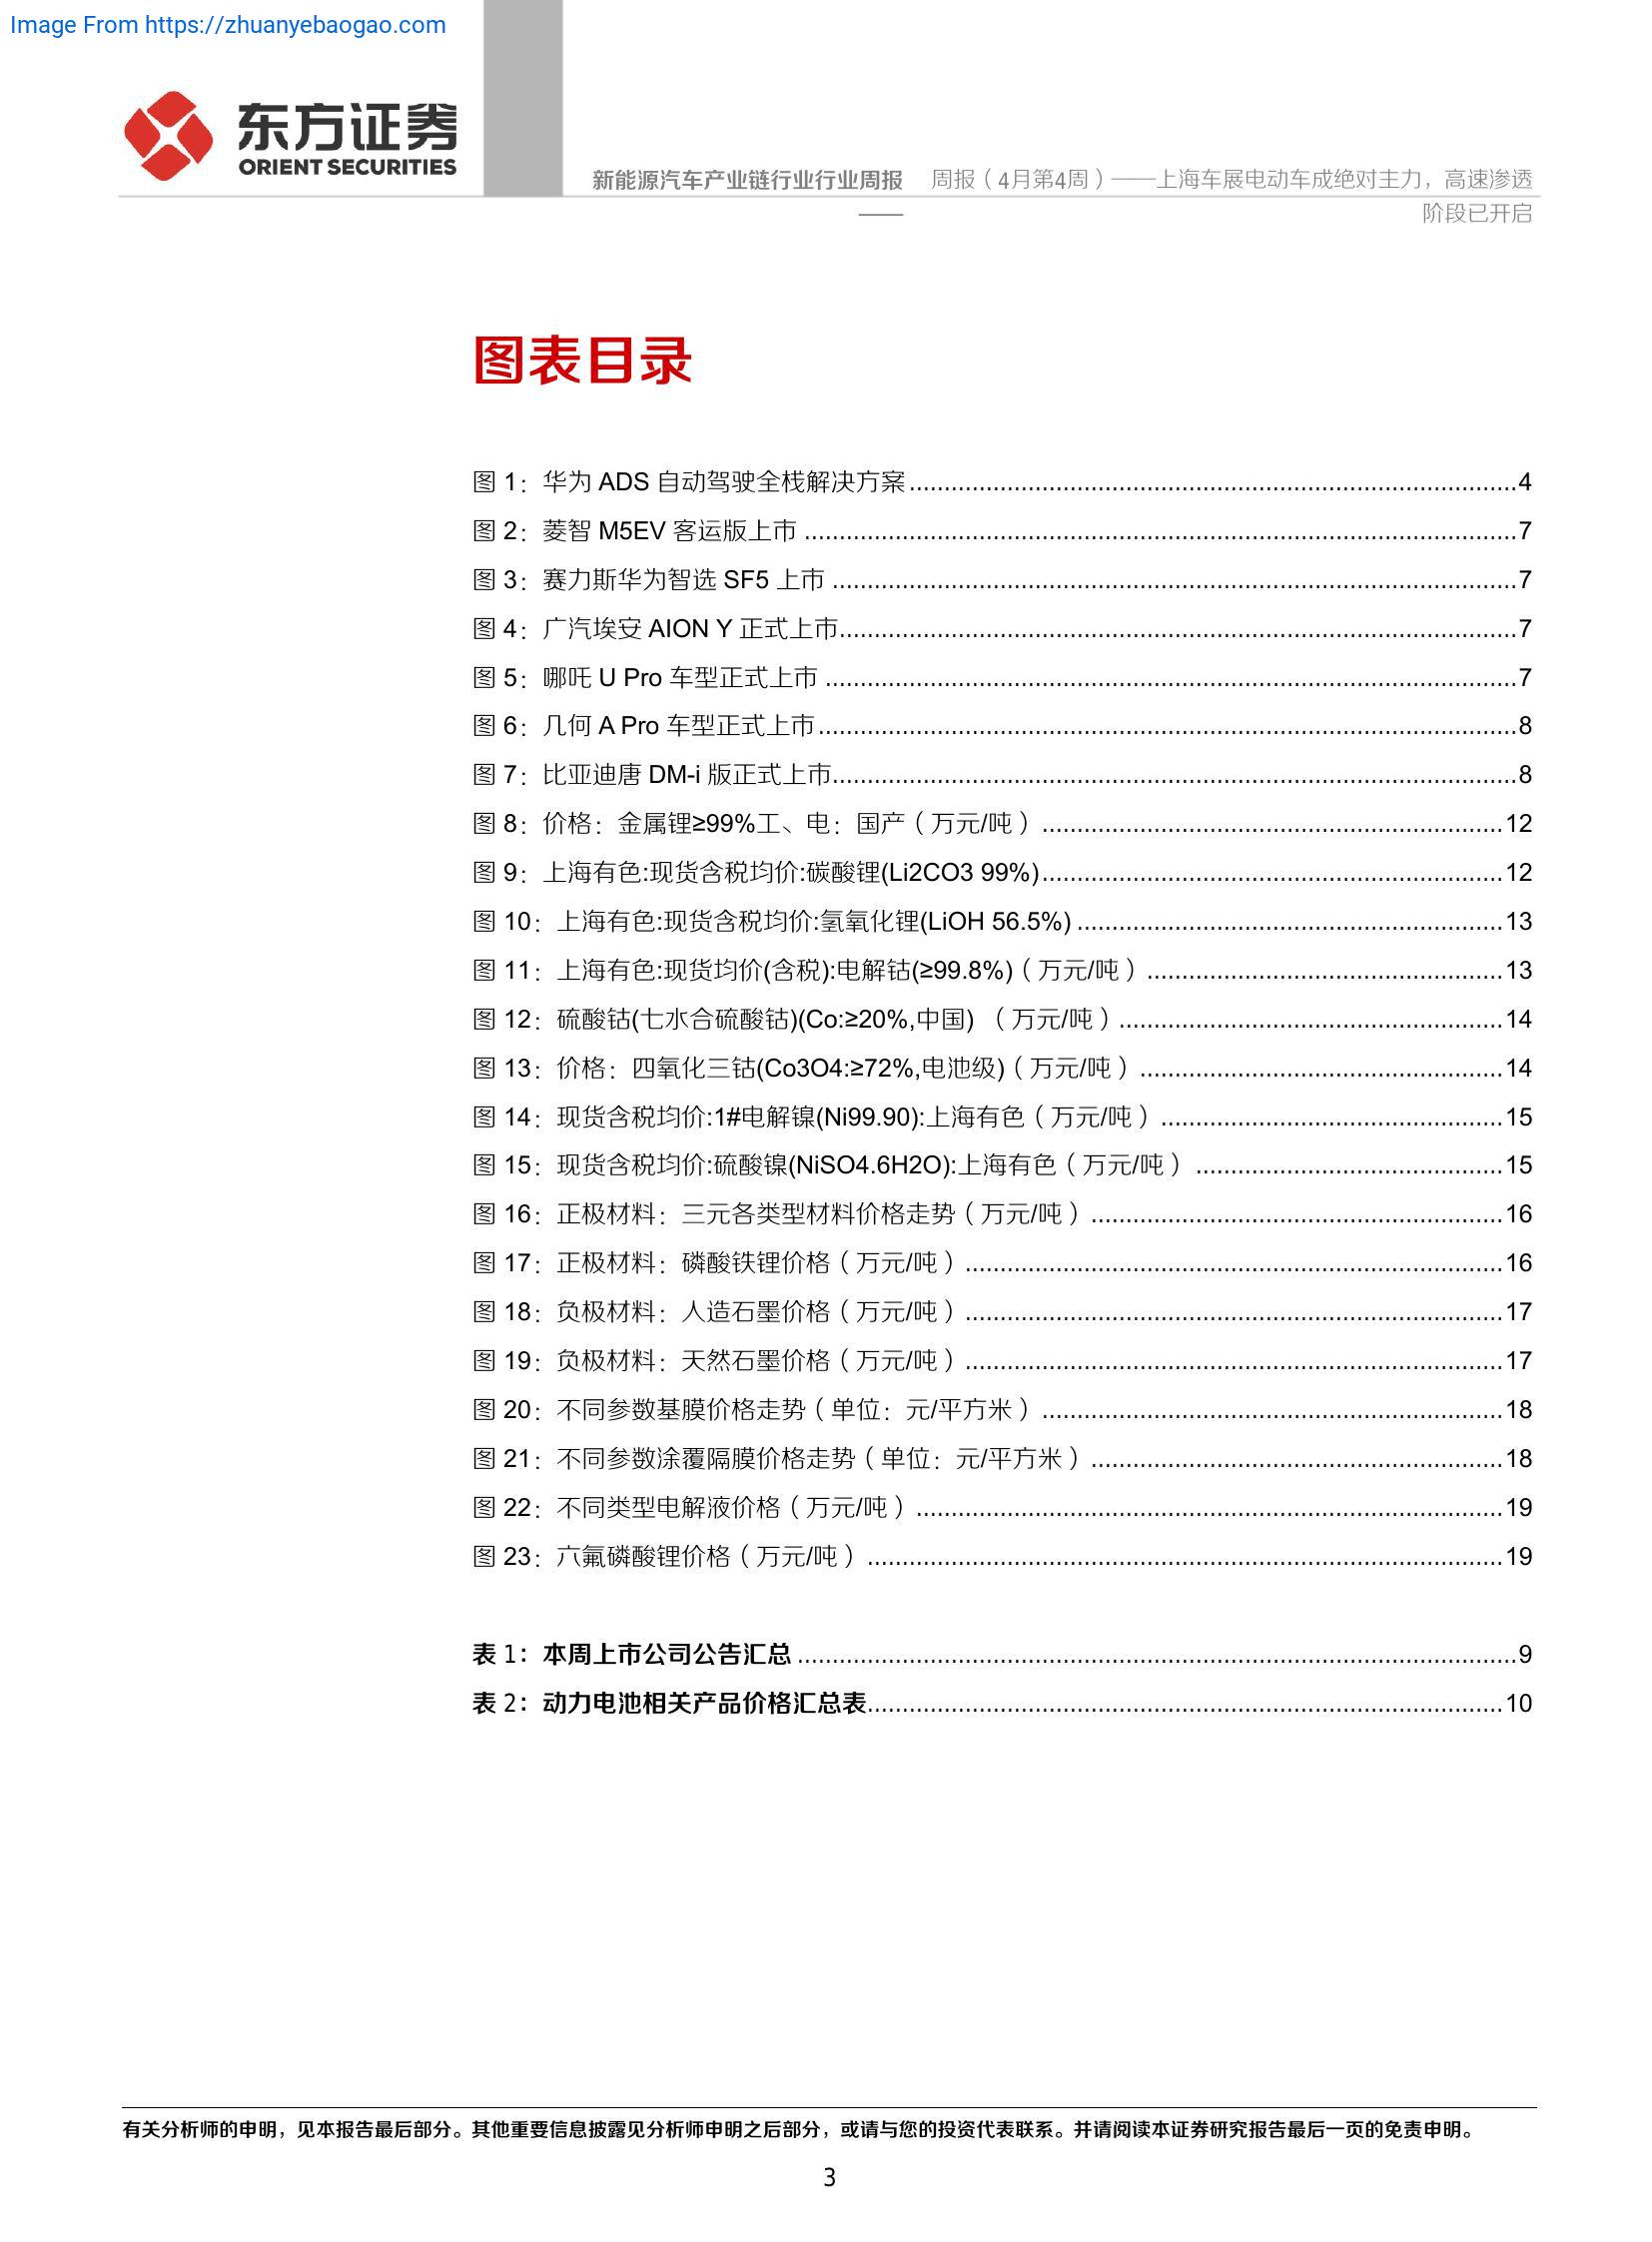 Image From https://zhuanyebaogao.com
东方证券
ORIENT SECURITIES
新能源汽车产业链行业行业周报 周报（4月第4周）——上海车展电动车成绝对主力，高速渗透
—— 阶段已开启
图表目录
图 1：华为 ADS 自动驾驶全栈解决方案....................4
图 2：菱智 M5EV 客运版上市 ....................7
图 3：赛力斯华为智选 SF5 上市 ....................7
图 4：广汽埃安 AION Y 正式上市....................7
图 5：哪吒 U Pro 车型正式上市 ....................7
图 6：几何 A Pro 车型正式上市....................8
图 7：比亚迪唐 DM-i 版正式上市....................8
图 8：价格：金属锂≥99%工、电：国产（万元/吨）....................12
图 9：上海有色:现货含税均价:碳酸锂(Li2CO3 99%)....................12
图 10：上海有色:现货含税均价:氢氧化锂(LiOH 56.5%) ....................13
图 11：上海有色:现货均价(含税):电解钴(≥99.8%)（万元/吨）....................13
图 12：硫酸钴(七水合硫酸钴)(Co:≥20%,中国) （万元/吨）....................14
图 13：价格：四氧化三钴(Co3O4:≥72%,电池级)（万元/吨）....................14
图 14：现货含税均价:1#电解镍(Ni99.90):上海有色（万元/吨）....................15
图 15：现货含税均价:硫酸镍(NiSO4.6H2O):上海有色（万元/吨）....................15
图 16：正极材料：三元各类型材料价格走势（万元/吨）....................16
图 17：正极材料：磷酸铁锂价格（万元/吨）....................16
图 18：负极材料：人造石墨价格（万元/吨）....................17
图 19：负极材料：天然石墨价格（万元/吨）....................17
图 20：不同参数基膜价格走势（单位：元/平方米）....................18
图 21：不同参数涂覆隔膜价格走势（单位：元/平方米）....................18
图 22：不同类型电解液价格（万元/吨）....................19
图 23：六氟磷酸锂价格（万元/吨）....................19
表 1：本周上市公司公告汇总 ....................9
表 2：动力电池相关产品价格汇总表....................10
有关分析师的申明，见本报告最后部分。其他重要信息披露见分析师申明之后部分，或请与您的投资代表联系。并请阅读本证券研究报告最后一页的免责申明。
3